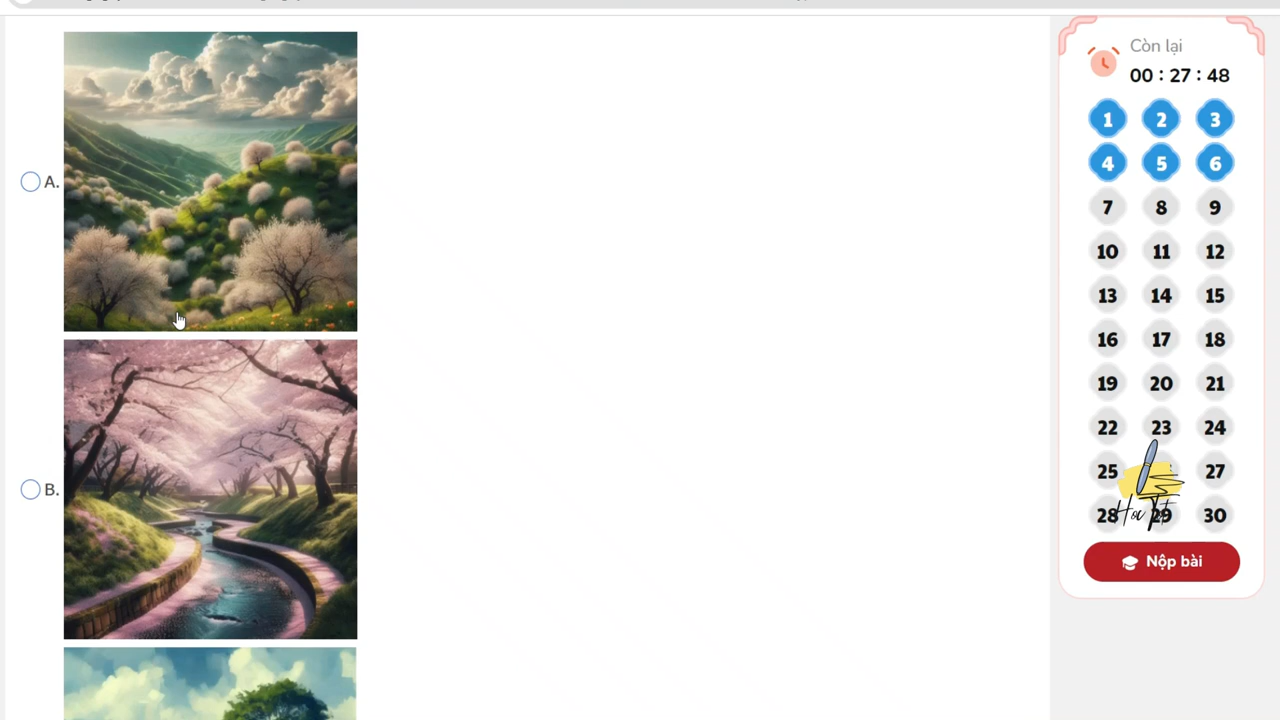 Còn lại
00 : 27 : 48
1 2 3
4 5 6
7 8 9
10 11 12
13 14 15
16 17 18
19 20 21
22 23 24
25 27
28 29 30
Nộp bài
A.
B.